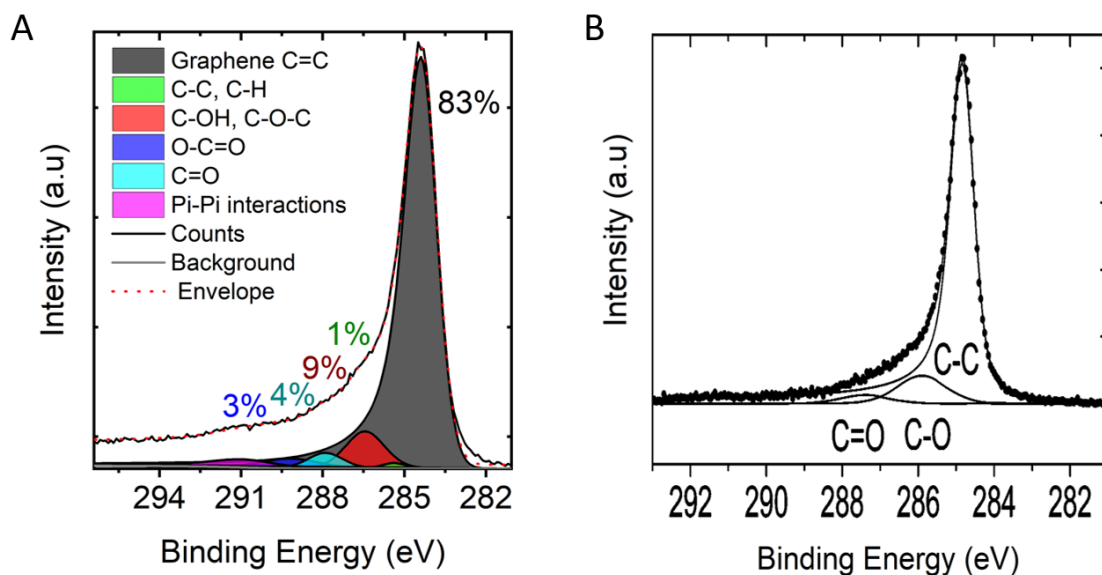 A
Graphene C=C
C-C, C-H
C-OH, C-O-C
O-C=O
C=O
Pi-Pi interactions
Counts
Background
Envelope
83%
1%
9%
4%
3%
Intensity (a.u)
294 291 288 285 282
Binding Energy (eV)
B
Intensity (a.u)
C-C
C=O C-O
292 290 288 286 284 282
Binding Energy (eV)